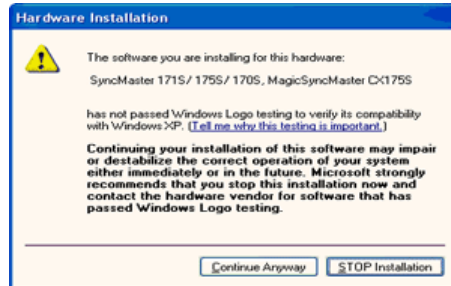 Hardware Installation
The software you are installing for this hardware:
SyncMaster 171S/ 175S/ 170S, MagicSyncMaster CX175S
has not passed Windows Logo testing to verify its compatibility
with Windows XP. (Tell me why this testing is important.)
Continuing your installation of this software may impair
or destabilize the correct operation of your system
either immediately or in the future. Microsoft strongly
recommends that you stop this installation now and
contact the hardware vendor for software that has
passed Windows Logo testing.
Continue Anyway
STOP Installation